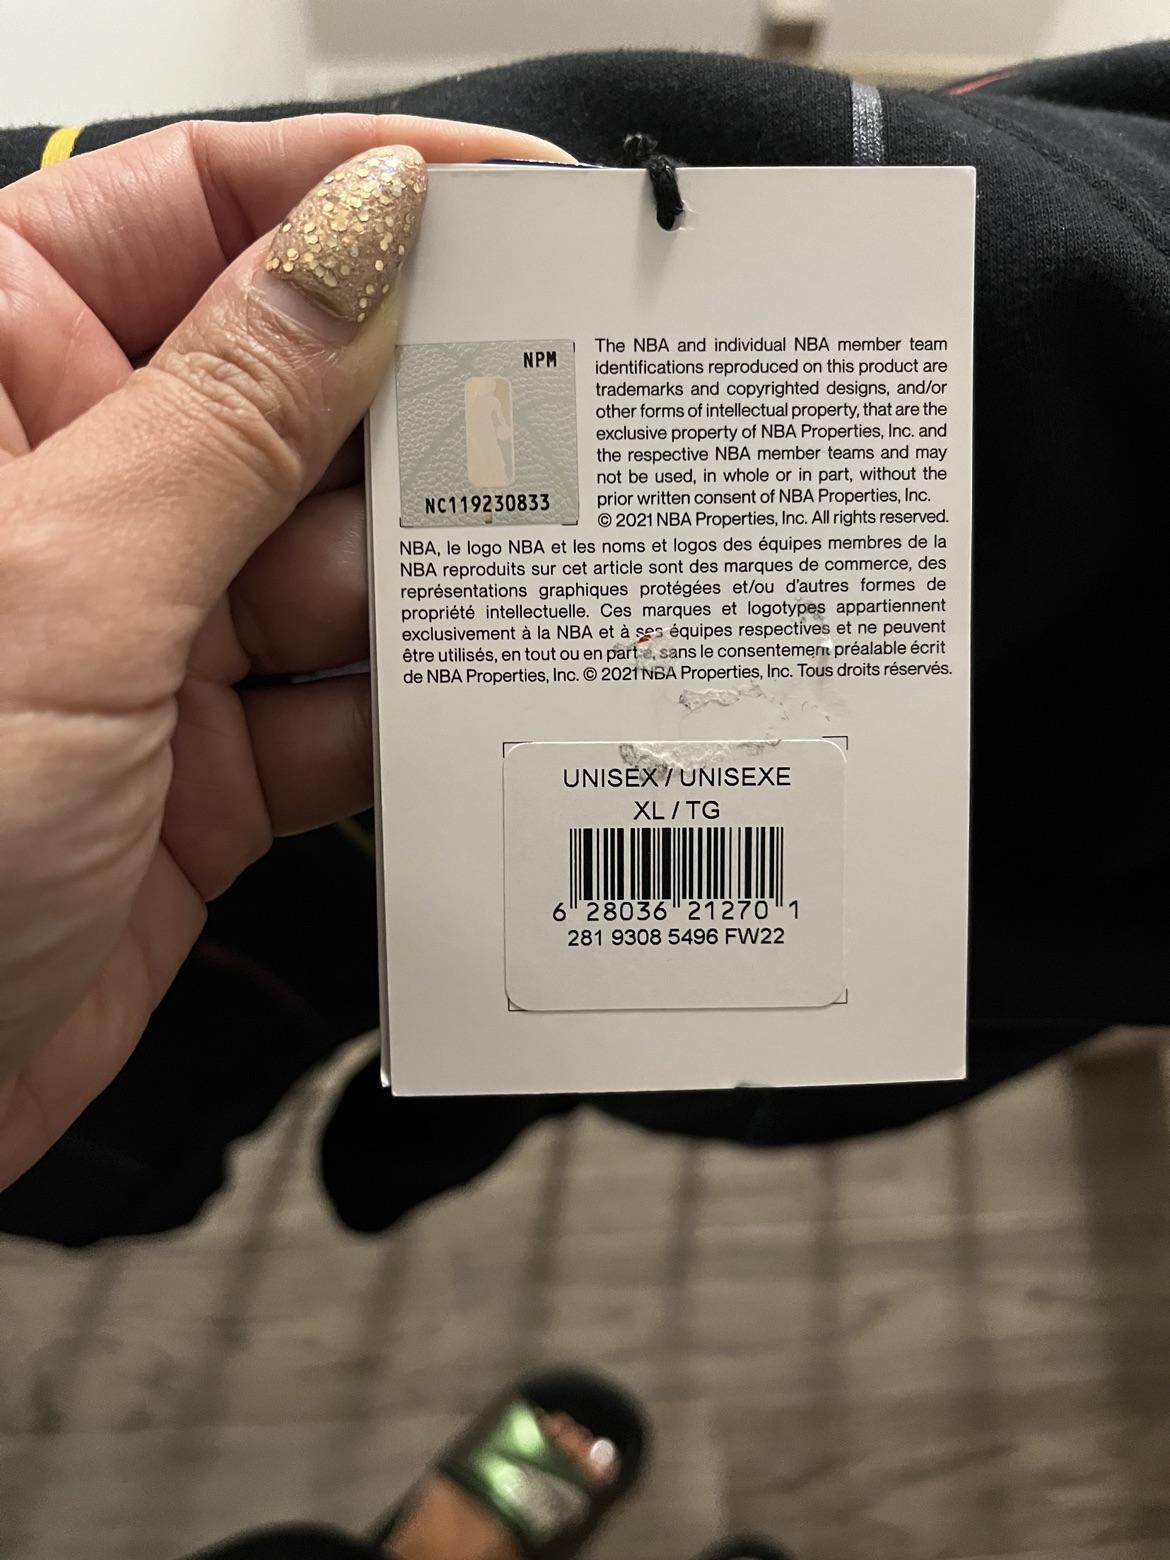 NPM
NC119230833
The NBA and individual NBA member team
identifications reproduced on this product are
trademarks and copyrighted designs, and/or
other forms of intellectual property, that are the
exclusive property of NBA Properties, Inc. and
the respective NBA member teams and may
not be used, in whole or in part, without the
prior written consent of NBA Properties, Inc.
© 2021 NBA Properties, Inc. All rights reserved.
NBA, le logo NBA et les noms et logos des équipes membres de la
NBA reproduits sur cet article sont des marques de commerce, des
représentations graphiques protégées et/ou d'autres formes de
propriété intellectuelle. Ces marques et logotypes appartiennent
exclusivement à la NBA et à ses équipes respectives et ne peuvent
être utilisés, en tout ou en partie, sans le consentement préalable écrit
de NBA Properties, Inc. © 2021 NBA Properties, Inc. Tous droits réservés.
UNISEX / UNISEXE
XL / TG
6 28036 21270 1
281 9308 5496 FW22